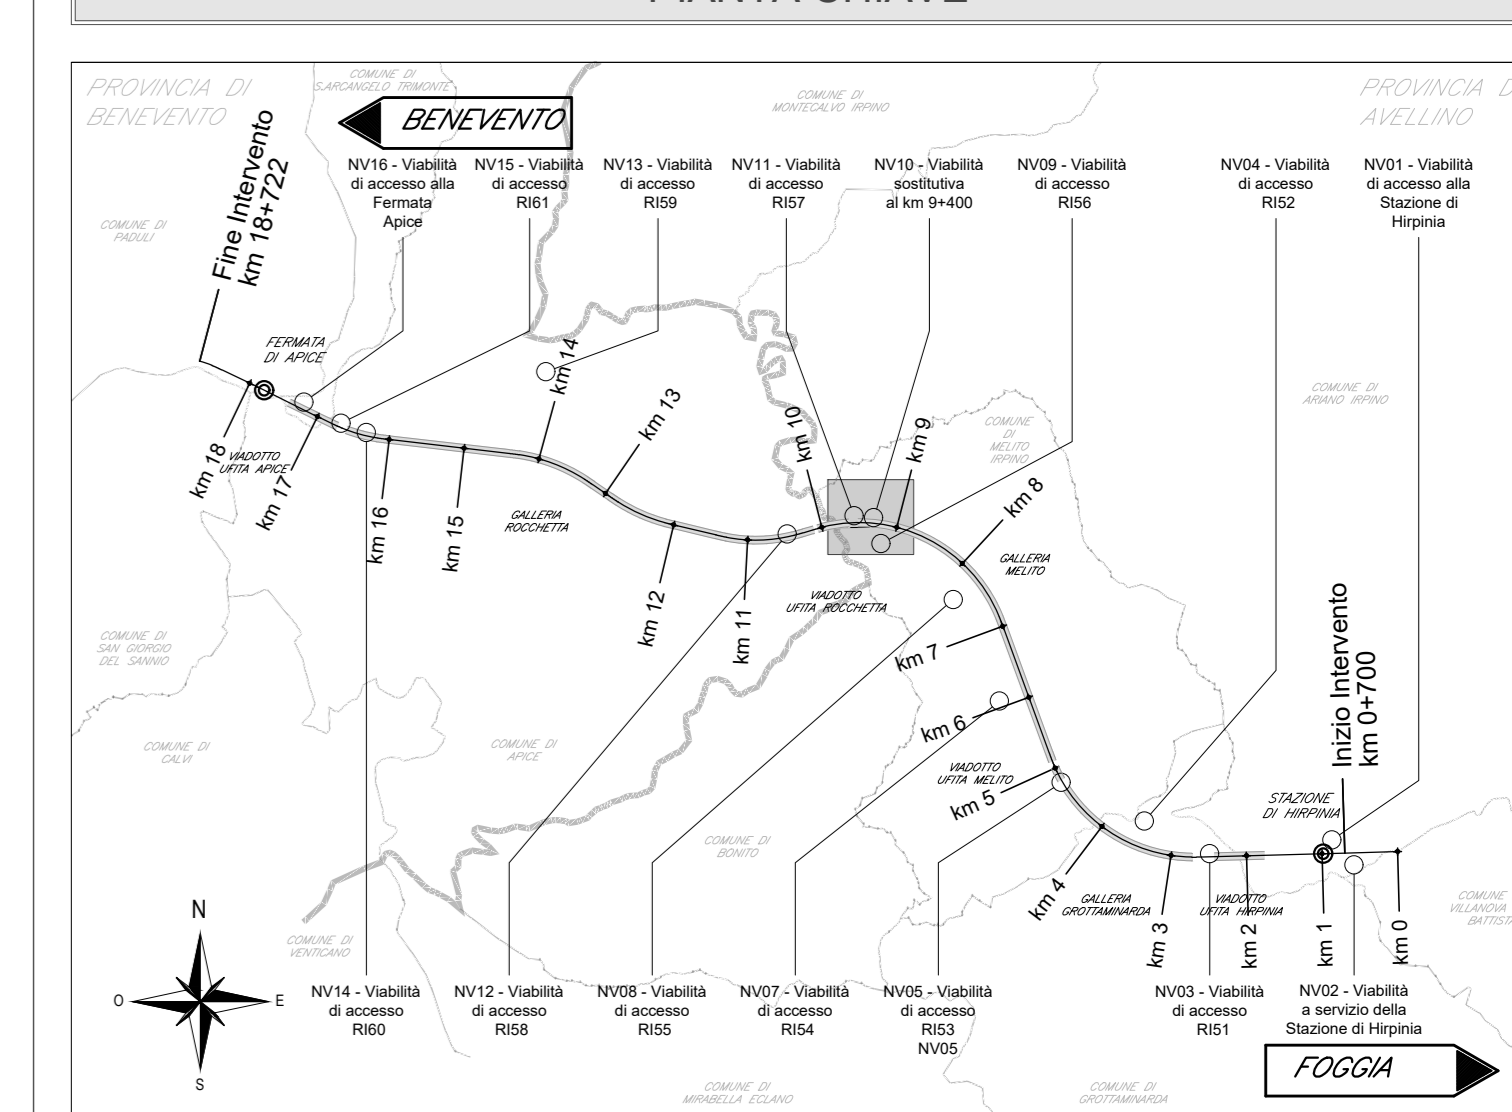 PIANTA CHIAVE
PROVINCIA DI
BENEVENTO
COMUNE DI
S.ARCANGELO TRIMONTE
COMUNE DI
MONTECALVO IRPINO
PROVINCIA D
AVELLINO
BENEVENTO
Fine Intervento
km 18+722
NV16 - Viabilità
di accesso alla
Fermata
Apice
NV15 - Viabilità
di accesso
RI61
NV13 - Viabilità
di accesso
RI59
NV11 - Viabilità
di accesso
RI57
NV10 - Viabilità
sostitutiva
al km 9+400
NV09 - Viabilità
di accesso
RI56
NV04 - Viabilità
di accesso
RI52
NV01 - Viabilità
di accesso alla
Stazione di
Hirpinia
COMUNE DI
PADULI
FERMATA
DI APICE
COMUNE DI
ARIANO IRPINO
COMUNE
DI
MELITO
IRPINO
km 18
VIADOTTO
UFITA APICE
km 17
km 16
km 15
km 14
km 13
GALLERIA
ROCCHETTA
km 12
km 11
km 10
km 9
km 8
GALLERIA
MELITO
VIADOTTO
UFITA ROCCHETTA
COMUNE DI
SAN GIORGIO
DEL SANNIO
km 7
km 6
Inizio Intervento
km 0+700
COMUNE DI
CALVI
COMUNE DI
APICE
VIADOTTO
UFITA MELITO
km 5
STAZIONE
DI HIRPINIA
COMUNE DI
BONITO
km 4
GALLERIA
GROTTAMINARDA
VIADOTTO
UFITA HIRPINIA
km 3
km 2
km 1
km 0
COMUNE
VILLANOVA
BATTISTA
COMUNE DI
VENTICANO
N
O
E
S
NV14 - Viabilità
di accesso
RI60
NV12 - Viabilità
di accesso
RI58
NV08 - Viabilità
di accesso
RI55
NV07 - Viabilità
di accesso
RI54
NV05 - Viabilità
di accesso
RI53
NV05
NV03 - Viabilità
di accesso
RI51
NV02 - Viabilità
a servizio della
Stazione di Hirpinia
FOGGIA
COMUNE DI
MIRABELLA ECLANO
COMUNE DI
GROTTAMINARDA